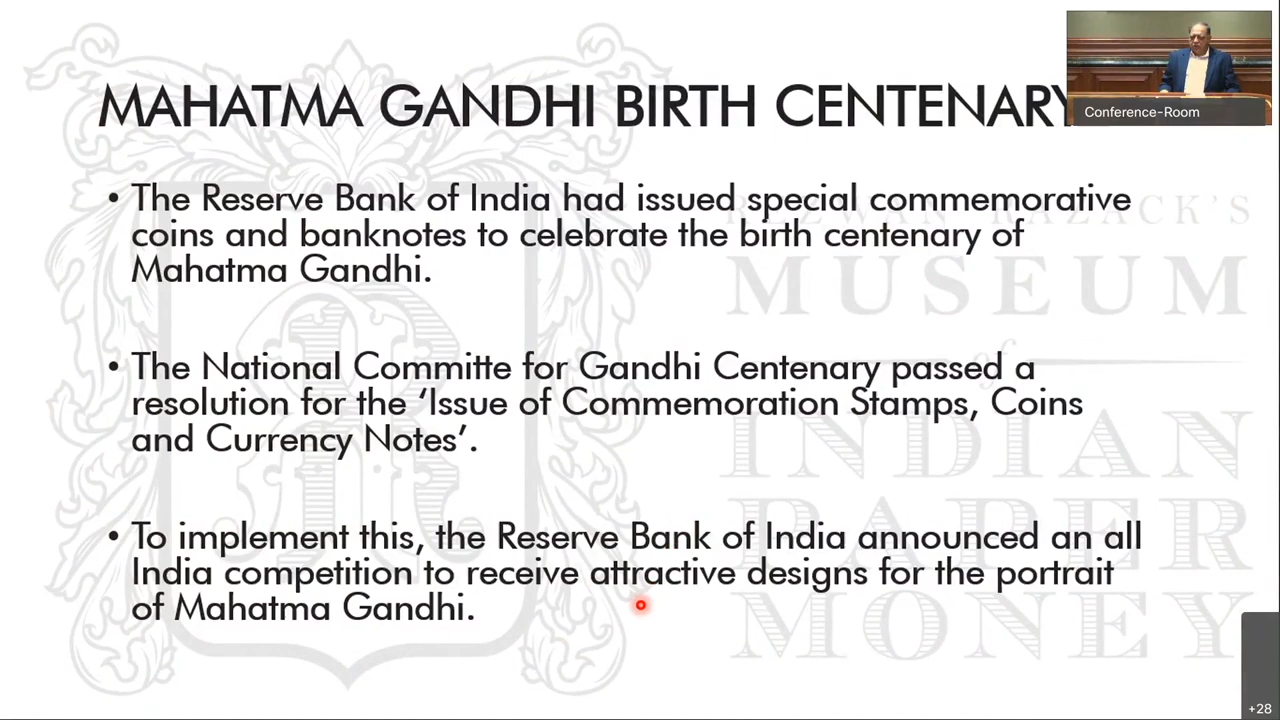 MAHATMA GANDHI BIRTH CENTENARY
Conference-Room
• The Reserve Bank of India had issued special commemorative
coins and banknotes to celebrate the birth centenary of
Mahatma Gandhi.
• The National Committe for Gandhi Centenary passed a
resolution for the ‘Issue of Commemoration Stamps, Coins
and Currency Notes’.
• To implement this, the Reserve Bank of India announced an all
India competition to receive attractive designs for the portrait
of Mahatma Gandhi.
RAZACK'S
MUSEUM
of
INDIAN
PAPER
MONEY
+28